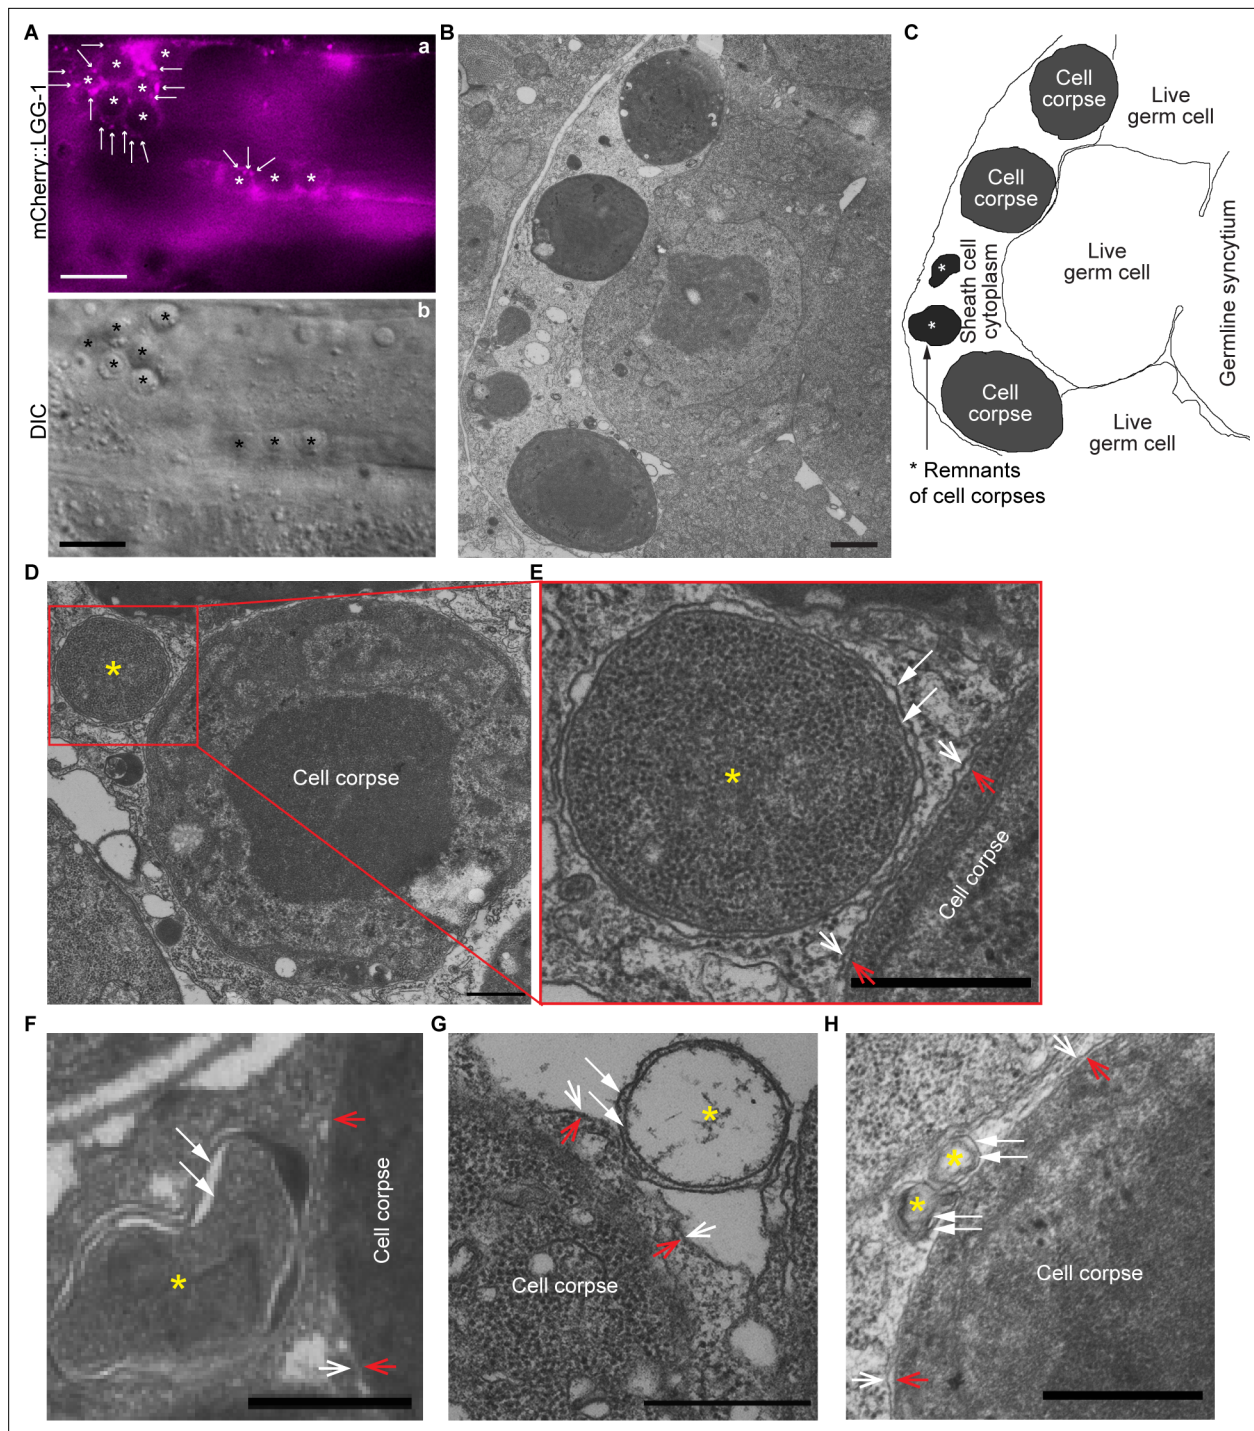 A
a
mCherry::LGG-1
* * * * * * *
* * *
b
DIC
* * * * * *
* * *
B
C
Cell
corpse
Live
germ cell
Cell
corpse
Live
germ cell
*
*
Sheath cell
cytoplasm
Germline syncytium
Cell
corpse
Live
germ cell
* Remnants
of cell corpses
D
*
Cell corpse
E
*
Cell corpse
F
*
Cell corpse
G
*
Cell corpse
H
*
*
Cell corpse